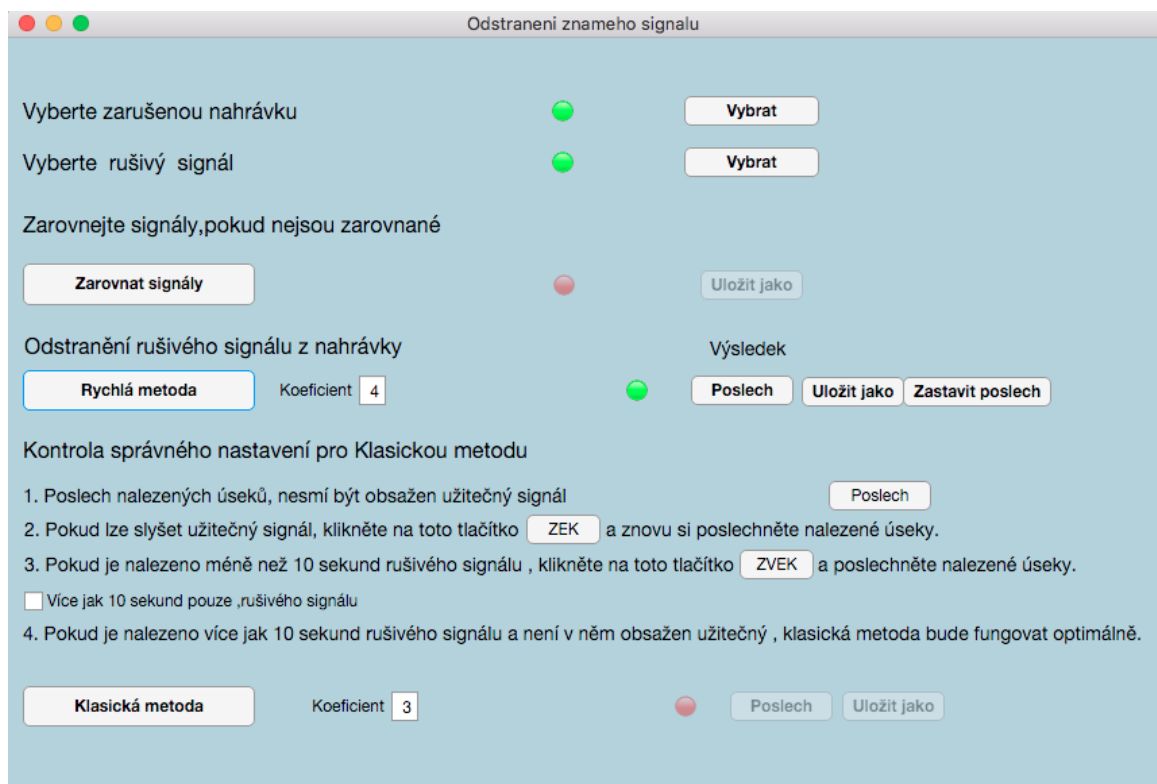 Odstraneni znameho signalu
Vyberte zarušenou nahrávku Vybrat
Vyberte rušivý signál Vybrat
Zarovnejte signály,pokud nejsou zarovnané
Zarovnat signály Uložit jako
Odstranění rušivého signálu z nahrávky Výsledek
Rychlá metoda Koeficient 4 Poslech Uložit jako Zastavit poslech
Kontrola správného nastavení pro Klasickou metodu
1. Poslech nalezených úseků, nesmí být obsažen užitečný signál Poslech
2. Pokud lze slyšet užitečný signál, klikněte na toto tlačítko ZEK a znovu si poslechněte nalezené úseky.
3. Pokud je nalezeno méně než 10 sekund rušivého signálu , klikněte na toto tlačítko ZVEK a poslechněte nalezené úseky.
Více jak 10 sekund pouze ,rušivého signálu
4. Pokud je nalezeno více jak 10 sekund rušivého signálu a není v něm obsažen užitečný , klasická metoda bude fungovat optimálně.
Klasická metoda Koeficient 3 Poslech Uložit jako